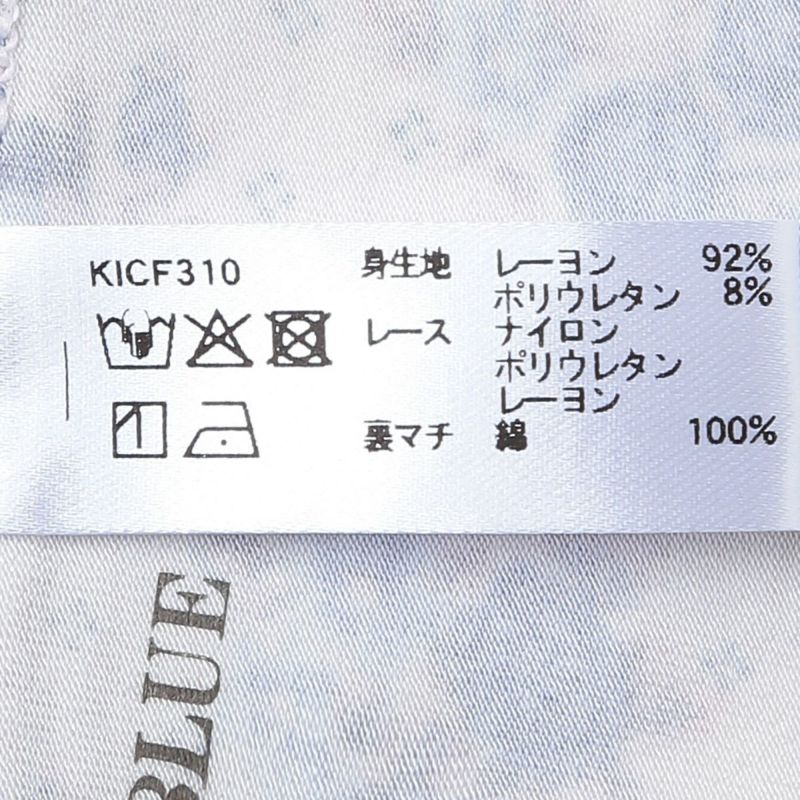 KICF310
身生地 レーヨン 92%
ポリウレタン 8%
レース ナイロン
ポリウレタン
レーヨン
裏マチ 綿 100%
BLUE